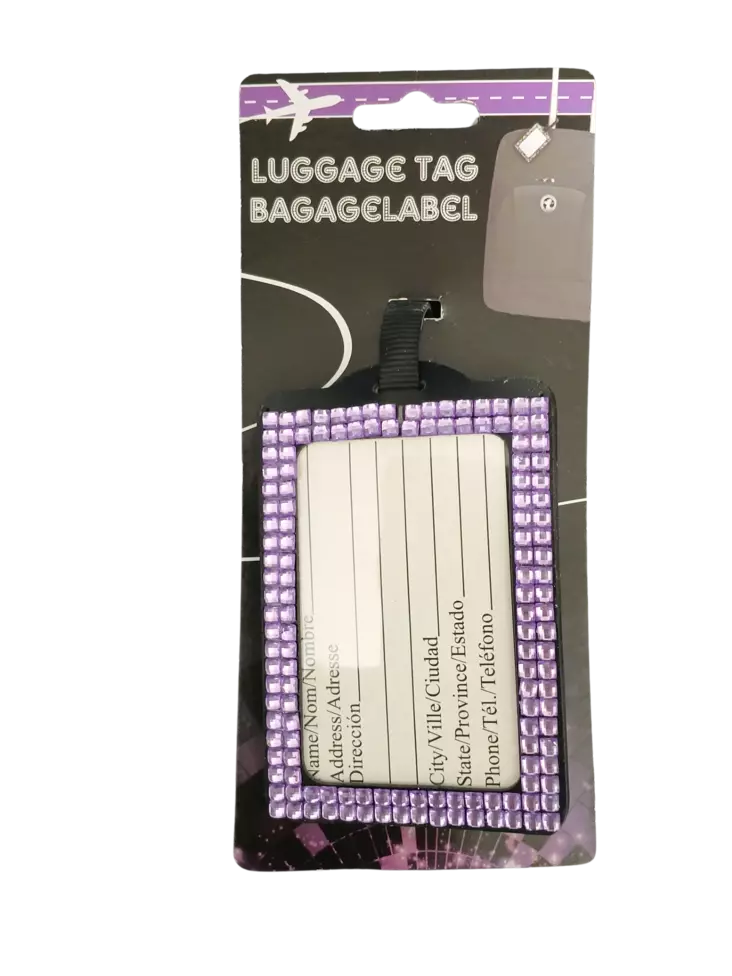 LUGGAGE TAG
BAGAGELABEL
Name/Nom/Nombre
Address/Adresse
Dirección
City/Ville/Ciudad
State/Province/Estado
Phone/Tél./Teléfono